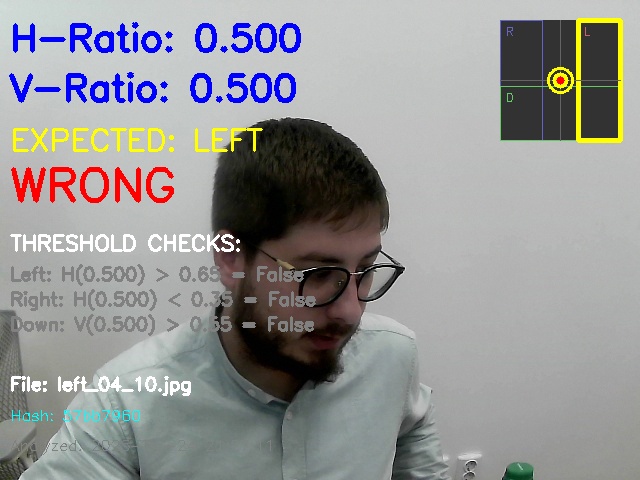 H-Ratio: 0.500
V-Ratio: 0.500
EXPECTED: LEFT
WRONG
THRESHOLD CHECKS:
Left: H(0.500) > 0.65 = False
Right: H(0.500) < 0.35 = False
Down: V(0.500) > 0.55 = False
File: left_04_10.jpg
Hash:
R
L
D